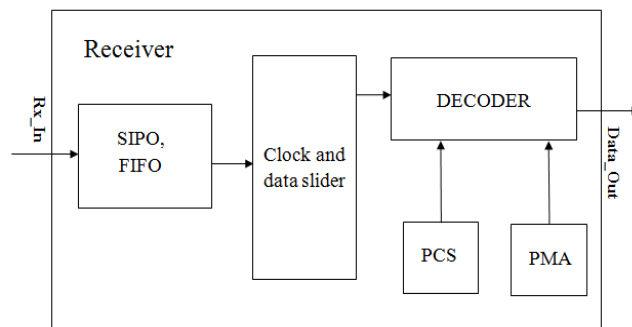 Receiver
Rx_In
SIPO,
FIFO
Clock and
data slider
DECODER
Data_Out
PCS
PMA